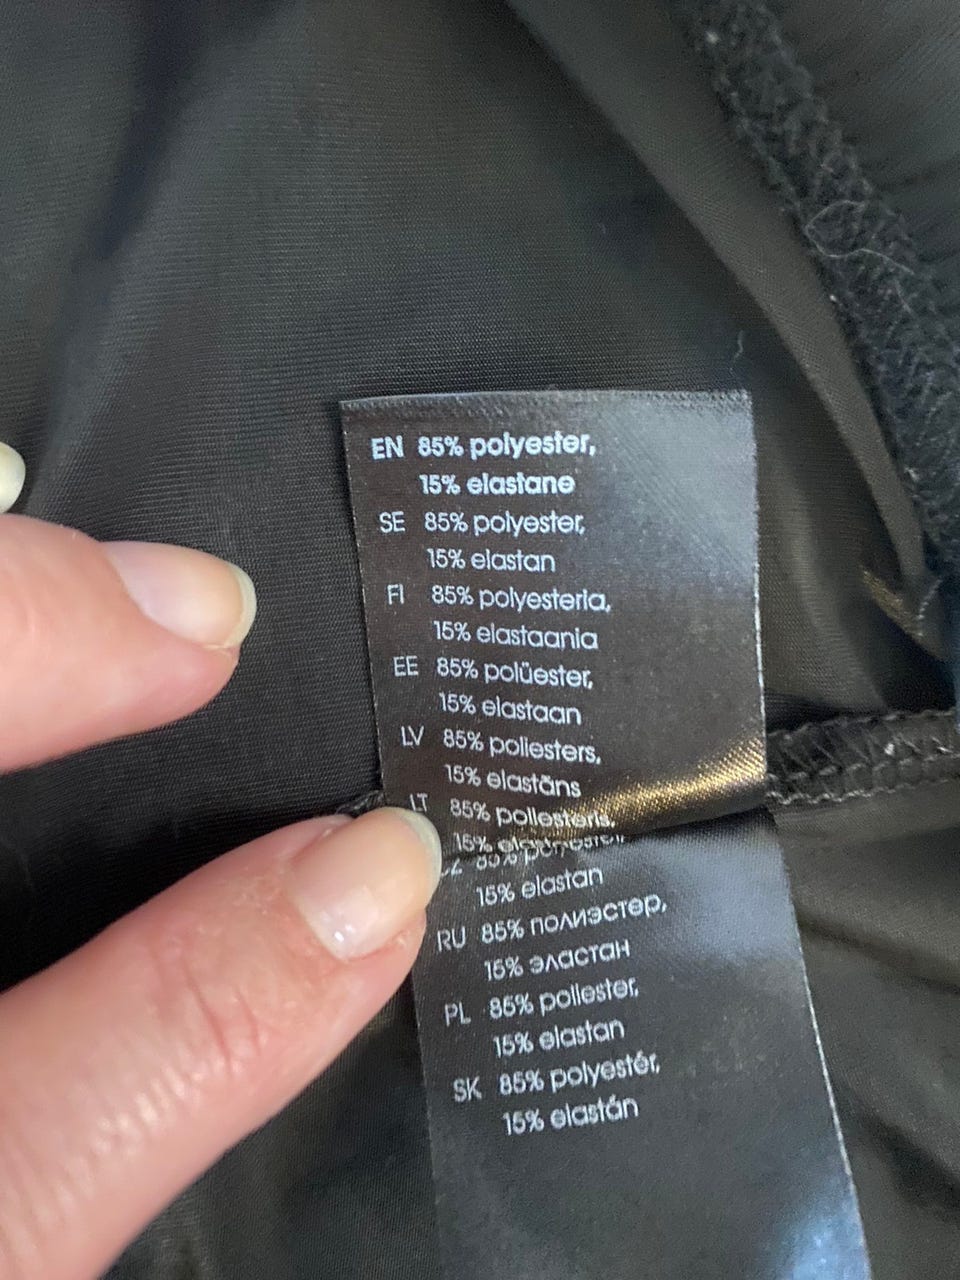 EN 85% polyester,
15% elastane
SE 85% polyester,
15% elastan
FI 85% polyesteria,
15% elastaania
EE 85% polüester,
15% elastaan
LV 85% poliesters,
15% elastāns
LT 85% poliesteris,
15%
85%
15% elastan
RU 85% полиэстер,
15% эластан
PL 85% poliester,
15% elastan
SK 85% polyestér,
15% elastán